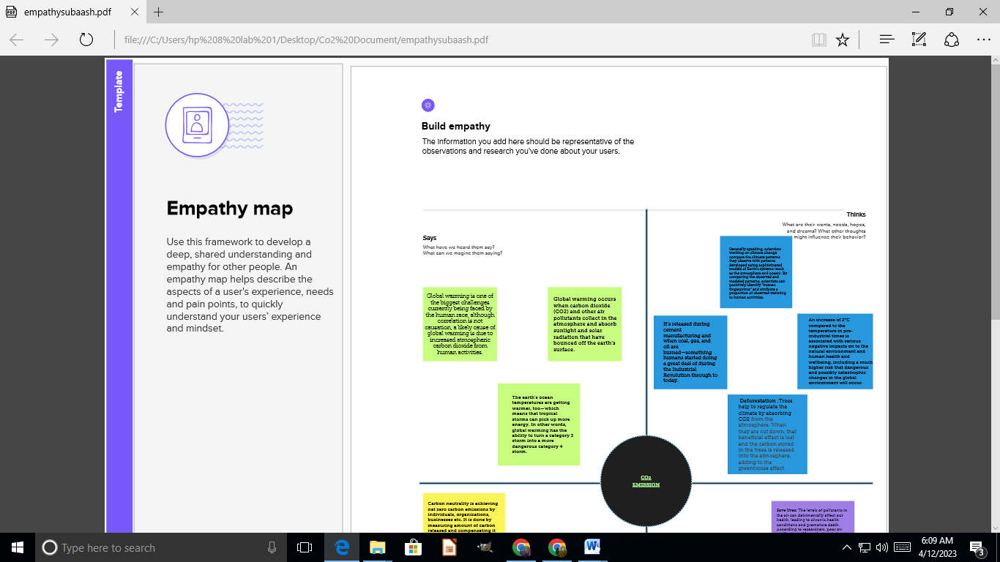 empathysubaash.pdf
file:///C:/Users/hp%208%20lab%201/Desktop/Co2%20Document/empathysubaash.pdf
Template
Empathy map
Use this framework to develop a
deep, shared understanding and
empathy for other people. An
empathy map helps describe the
aspects of a user's experience, needs
and pain points, to quickly
understand your users' experience
and mindset.
Build empathy
The information you add here should be representative of the
observations and research you've done about your users.
Says
What have we heard them say?
What can we magine them saying?
Thinks
What are their wants, needs, hopes,
and dreams? What other thoughts
might influence their behavior?
Global warming is one of
the biggest challenges
currently being faced by
the human race, although
correlation is not
causation, a likely cause of
global warming is due to
increased atmospheric
carbon dioxide from
human activities.
Global warming occurs
when carbon dioxide
(CO2) and other air
pollutants collect in the
atmosphere and absorb
sunlight and solar
radiation that have
bounced off the earth's
surface.
The earth's ocean
temperatures are getting
warmer, too—which
means that tropical
storms can pick up more
energy. In other words,
global warming has the
ability to turn a category 3
storm into a more
dangerous category 4
storm.
Generally speaking, scientists
working on climate change
compare the climate patterns
they observe with patterns
developed using sophisticated
models of Earth's systems (such
as the atmosphere and ocean). By
comparing the observed and
modeled patterns, scientists can
positively identify "human
fingerprints" and attribute a
proportion of observed warming
to human activities.
It's released during
cement
manufacturing and
when coal, gas, and
oil are
burned—something
humans started doing
a great deal of during
the Industrial
Revolution through to
today.
An increase of 2°C
compared to the
temperature in pre-
industrial times is
associated with serious
negative impacts on to the
natural environment and
human health and
wellbeing, including a much
higher risk that dangerous
and possibly catastrophic
changes in the global
environment will occur.
Deforestation :Trees
help to regulate the
climate by absorbing
CO2 from the
atmosphere. When
they are cut down, that
beneficial effect is lost
and the carbon stored
in the trees is released
into the atmosphere,
adding to the
greenhouse effect.
CO2
EMISSION
Carbon neutrality is achieving
net zero carbon emissions by
individuals, organizations,
businesses etc. It is done by
measuring amount of carbon
released and compensating it
Save lives: The levels of pollutants in
the air can detrimentally affect our
health, leading to chronic health
conditions and premature death.
According to researchers, poor air
Type here to search
6:09 AM
4/12/2023
3